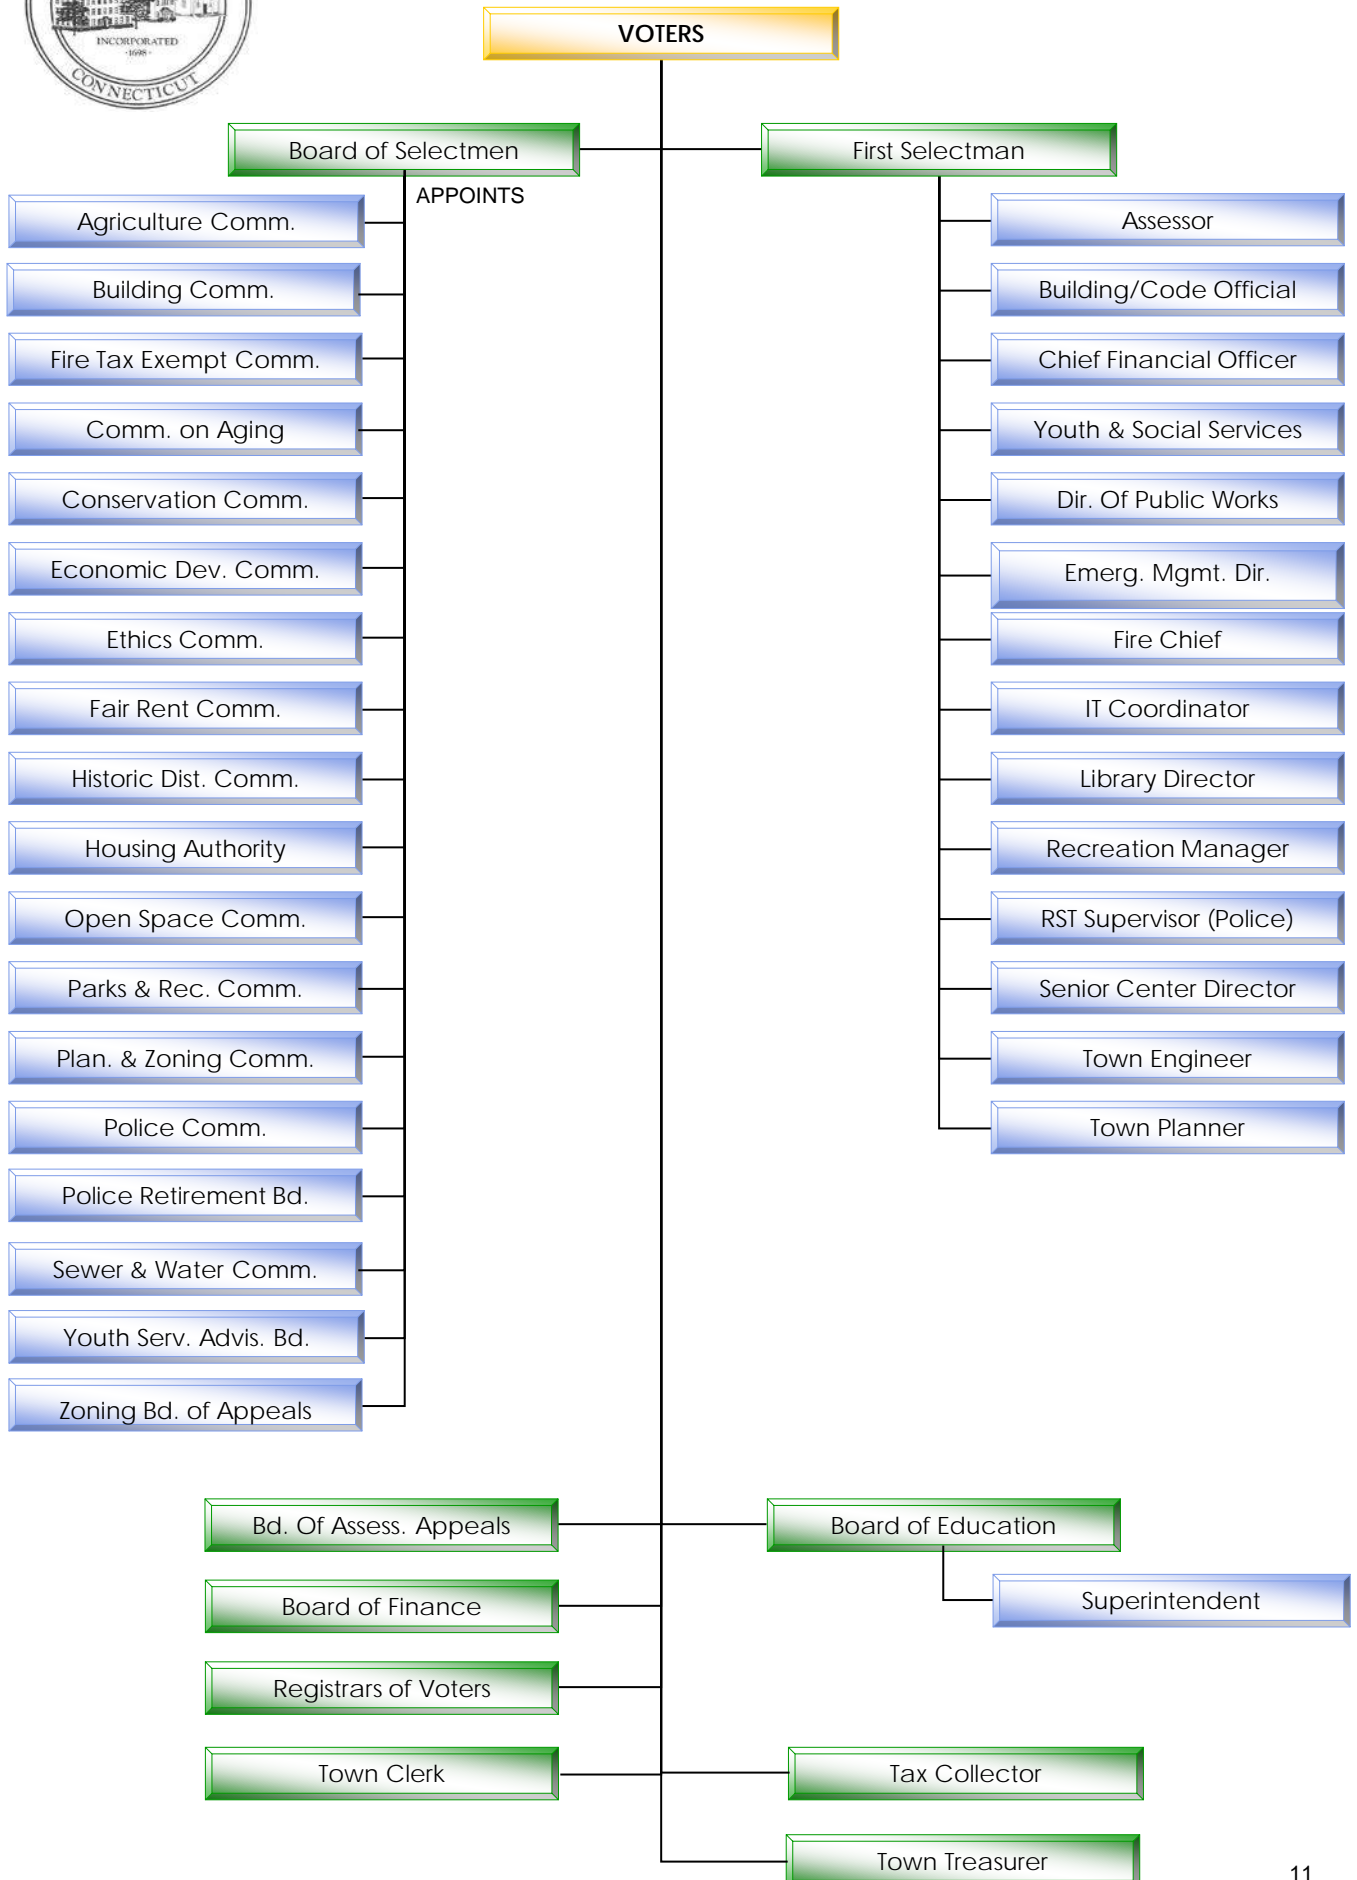 INCORPORATED
·1698·
CONNECTICUT
VOTERS
Board of Selectmen
First Selectman
APPOINTS
Agriculture Comm.
Building Comm.
Fire Tax Exempt Comm.
Comm. on Aging
Conservation Comm.
Economic Dev. Comm.
Ethics Comm.
Fair Rent Comm.
Historic Dist. Comm.
Housing Authority
Open Space Comm.
Parks & Rec. Comm.
Plan. & Zoning Comm.
Police Comm.
Police Retirement Bd.
Sewer & Water Comm.
Youth Serv. Advis. Bd.
Zoning Bd. of Appeals
Assessor
Building/Code Official
Chief Financial Officer
Youth & Social Services
Dir. Of Public Works
Emerg. Mgmt. Dir.
Fire Chief
IT Coordinator
Library Director
Recreation Manager
RST Supervisor (Police)
Senior Center Director
Town Engineer
Town Planner
Bd. Of Assess. Appeals
Board of Education
Superintendent
Board of Finance
Registrars of Voters
Town Clerk
Tax Collector
Town Treasurer
11